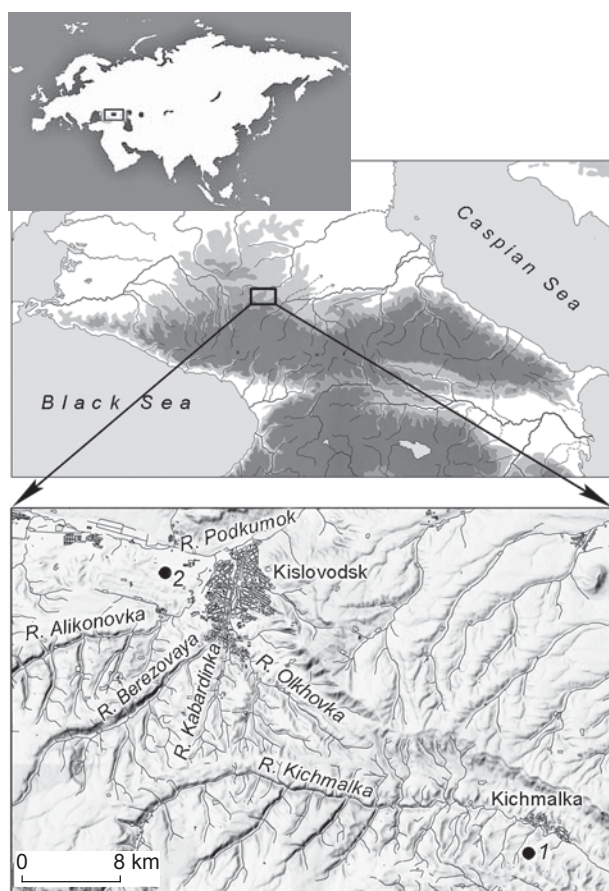 Caspian Sea
Black Sea
R. Podkumok
2
Kislovodsk
R. Alikonovka
R. Berezovaya
R. Kabardinka
R. Olkhovka
R. Kichmalka
Kichmalka
1
0 8 km